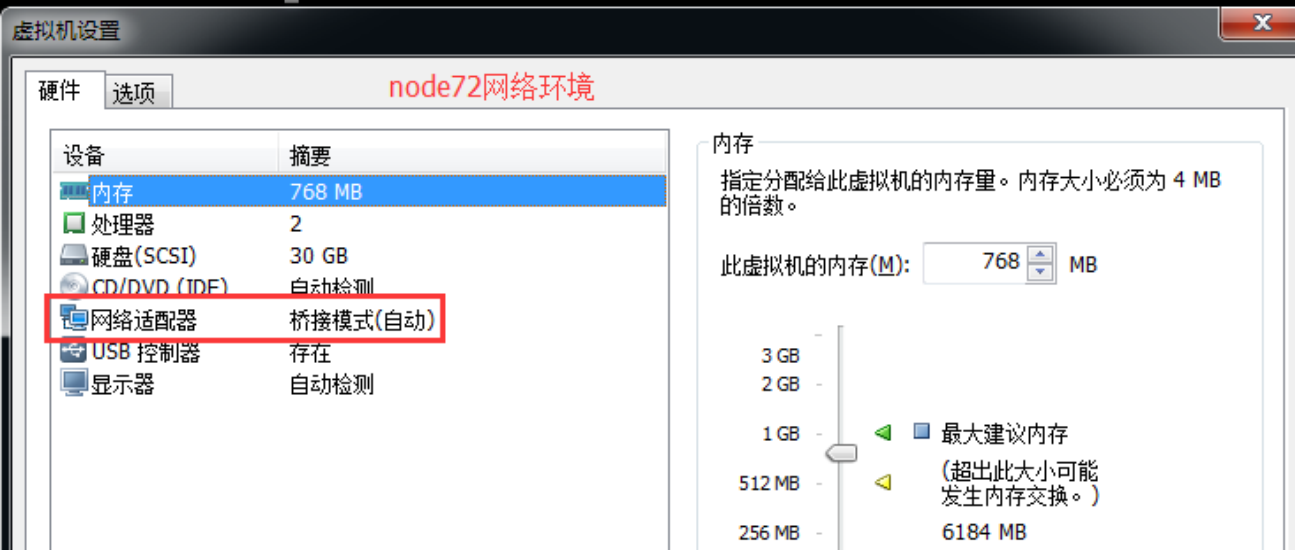 虚拟机设置
硬件 选项
node72网络环境
设备 摘要
内存 768 MB
处理器 2
硬盘(SCSI) 30 GB
CD/DVD (IDE) 自动检测
网络适配器 桥接模式(自动)
USB 控制器 存在
显示器 自动检测
内存
指定分配给此虚拟机的内存量。内存大小必须为 4 MB
的倍数。
此虚拟机的内存(M): 768 MB
3 GB
2 GB
1 GB
512 MB
256 MB
最大建议内存
(超出此大小可能
发生内存交换。)
6184 MB